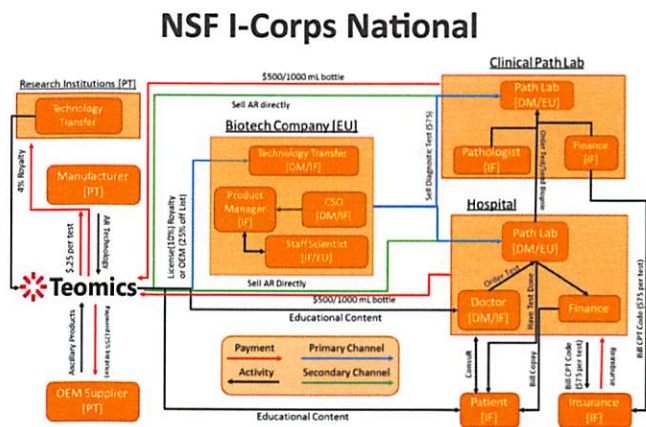 NSF I-Corps National
Research Institutions [PT]
Technology
Transfer
4% Royalty
Manufacturer
[PT]
$.25 per test
AR Technology
Teomics
Ancillary Products
OEM Supplier
[PT]
$500/1000 mL bottle
Sell AR directly
Biotech Company [EU]
Technology Transfer
[DM/IF]
Product
Manager
[IF]
CSO
[DM/IF]
Staff Scientist
[IF/EU]
License(10%) Royalty
or OEM (25% off List)
Sell Diagnostic Test ($75)
Clinical Path Lab
Path Lab
[DM/EU]
Pathologist
[IF]
Finance
[IF]
Order Test/Send Biopsie
Hospital
Path Lab
[DM/EU]
Order Test
Have Test Done
Doctor
[DM/IF]
Finance
Sell AR Directly
$500/1000 mL bottle
Educational Content
Payment
Primary Channel
Activity
Secondary Channel
Consult
Bill Copay
Bill CPT Code
($75 per test)
Reimburse
Bill CPT Code ($75 per test)
Educational Content
Patient
[IF]
Insurance
[IF]